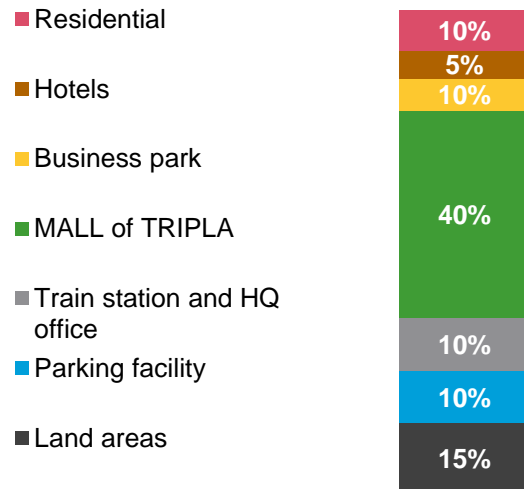 Residential
10%
5%
Hotels
10%
Business park
40%
MALL of TRIPLA
Train station and HQ
office
10%
Parking facility
10%
Land areas
15%